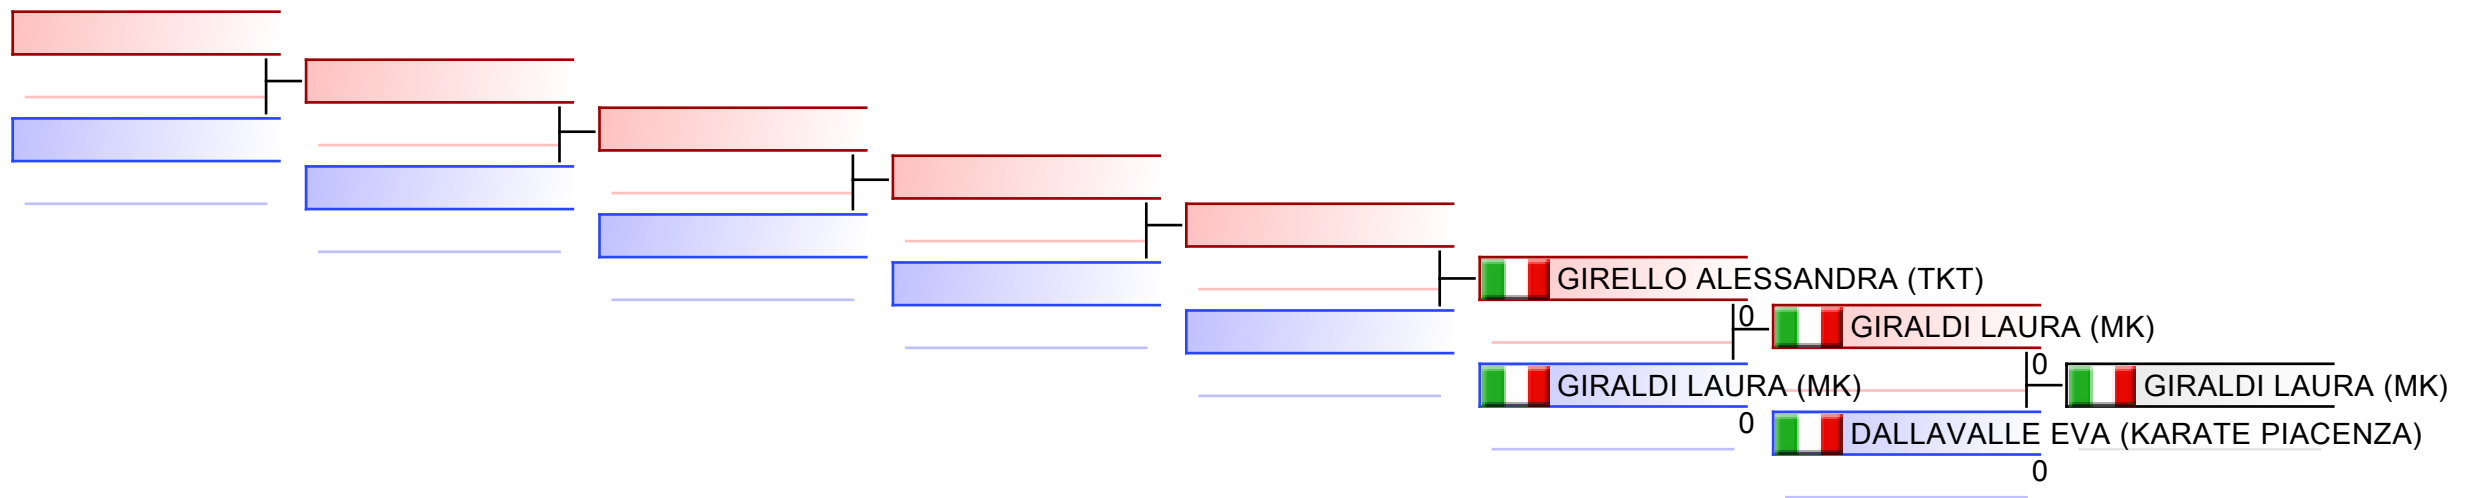 GIRELLO ALESSANDRA (TKT)
0
GIRALDI LAURA (MK)
0
GIRALDI LAURA (MK)
GIRALDI LAURA (MK)
0
DALLAVALLE EVA (KARATE PIACENZA)
0